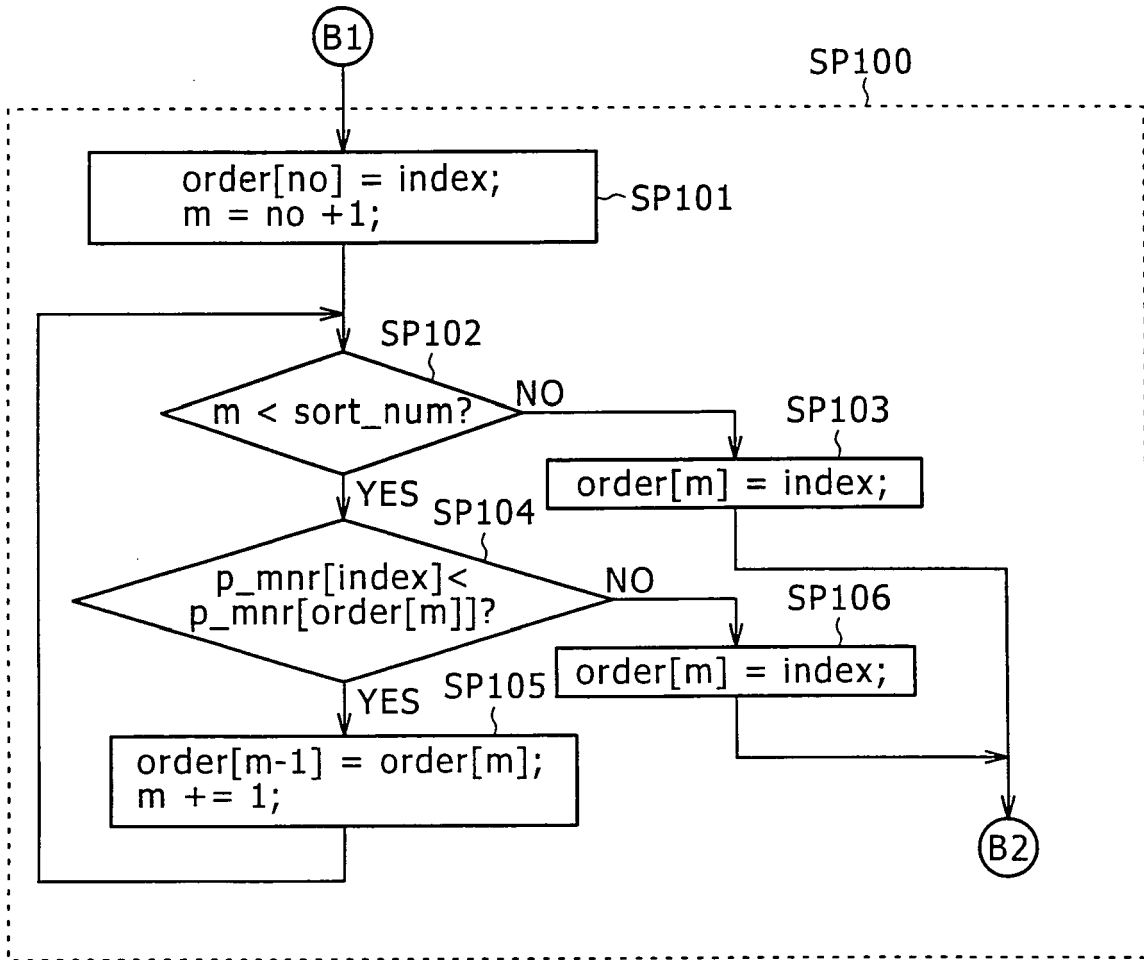 B1
SP100
order[no] = index;
m = no +1;
SP101
SP102
m < sort_num?
NO
YES
SP103
order[m] = index;
SP104
p_mnr[index]<
p_mnr[order[m]]?
NO
YES
SP106
order[m] = index;
SP105
order[m-1] = order[m];
m += 1;
B2